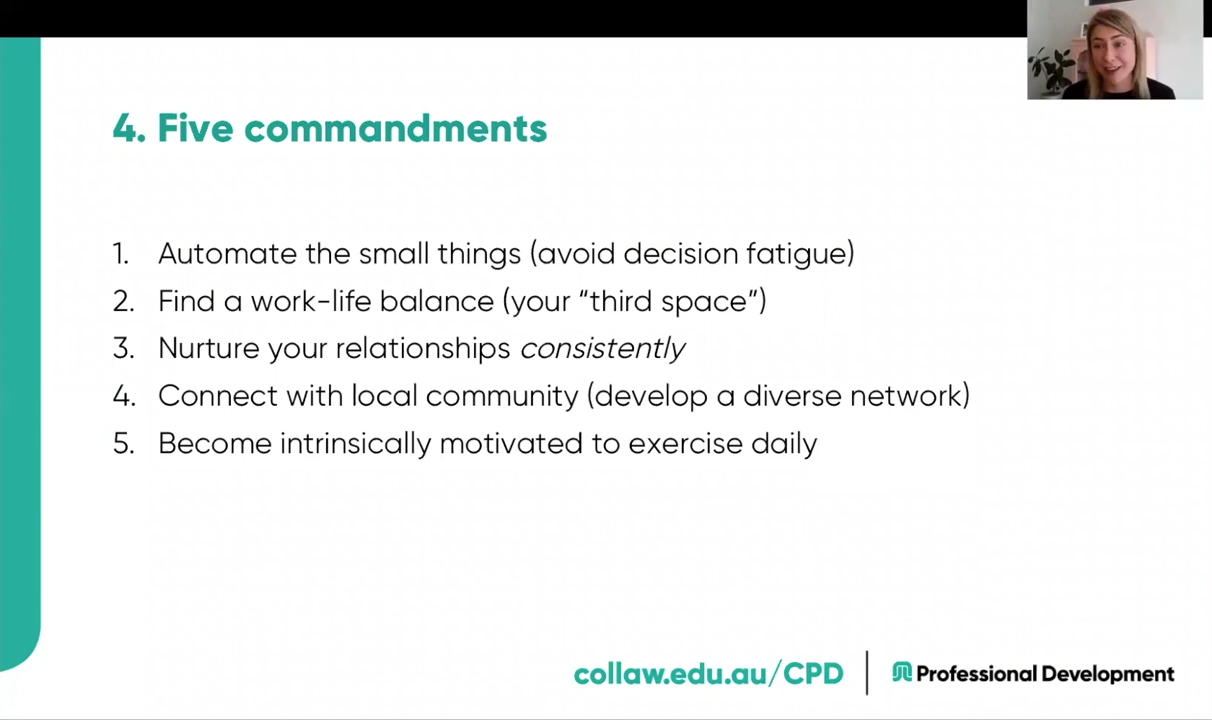 4. Five commandments
1. Automate the small things (avoid decision fatigue)
2. Find a work-life balance (your “third space”)
3. Nurture your relationships consistently
4. Connect with local community (develop a diverse network)
5. Become intrinsically motivated to exercise daily
collaw.edu.au/CPD
Professional Development